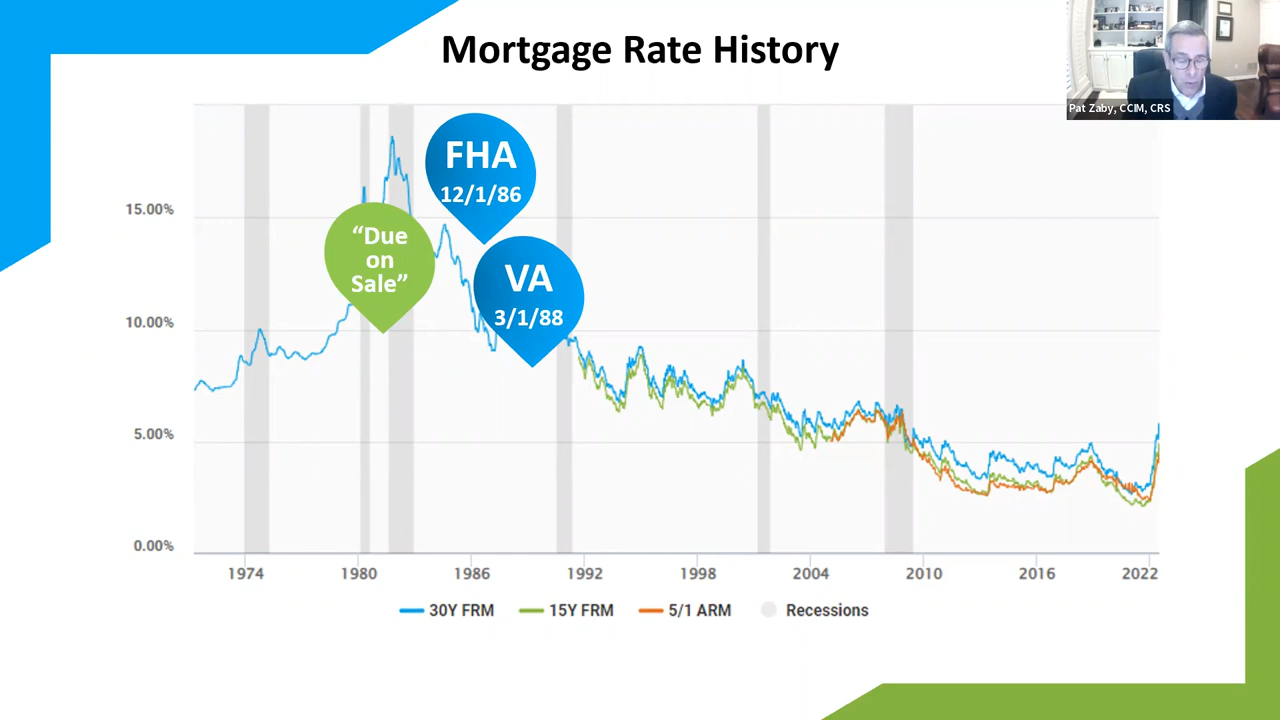 Mortgage Rate History
Pat Zaby, CCIM, CRS
FHA
12/1/86
“Due
on
Sale”
VA
3/1/88
15.00%
10.00%
5.00%
0.00%
1974 1980 1986 1992 1998 2004 2010 2016 2022
30Y FRM 15Y FRM 5/1 ARM Recessions